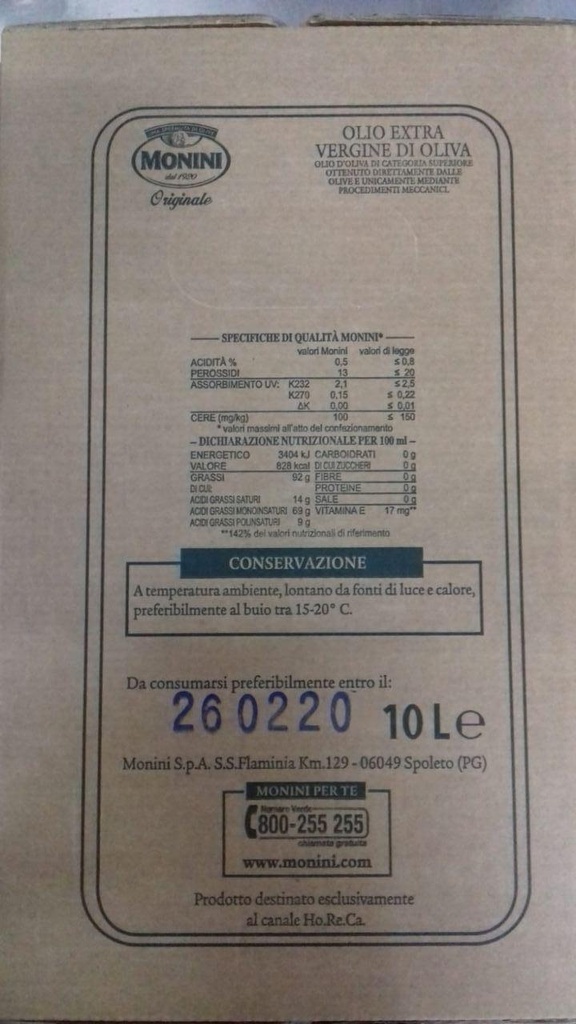 MONINI
dal 1920
Originale
OLIO EXTRA
VERGINE DI OLIVA
OLIO D'OLIVA DI CATEGORIA SUPERIORE
OTTENUTO DIRETTAMENTE DALLE
OLIVE E UNICAMENTE MEDIANTE
PROCEDIMENTI MECCANICI.
SPECIFICHE DI QUALITÀ MONINI*
valori Monini valori di legge
ACIDITÀ % 0,5 ≤ 0,8
PEROSSIDI 13 ≤ 20
ASSORBIMENTO UV: K232 2,1 ≤ 2,5
K270 0,15 ≤ 0,22
ΔK 0,00 ≤ 0,01
CERE (mg/kg) 100 ≤ 150
* valori massimi all'atto del confezionamento
– DICHIARAZIONE NUTRIZIONALE PER 100 ml –
ENERGETICO 3404 kJ CARBOIDRATI 0 g
VALORE 828 kcal DI CUI ZUCCHERI 0 g
GRASSI 92 g FIBRE 0 g
DI CUI: PROTEINE 0 g
ACIDI GRASSI SATURI 14 g SALE 0 g
ACIDI GRASSI MONOINSATURI 69 g VITAMINA E 17 mg**
ACIDI GRASSI POLINSATURI 9 g
**142% dei valori nutrizionali di riferimento
CONSERVAZIONE
A temperatura ambiente, lontano da fonti di luce e calore,
preferibilmente al buio tra 15-20° C.
Da consumarsi preferibilmente entro il:
260220 10 L e
Monini S.p.A. S.S.Flaminia Km.129 - 06049 Spoleto (PG)
MONINI PER TE
Numero Verde
800-255 255
chiamata gratuita
www.monini.com
Prodotto destinato esclusivamente
al canale Ho.Re.Ca.